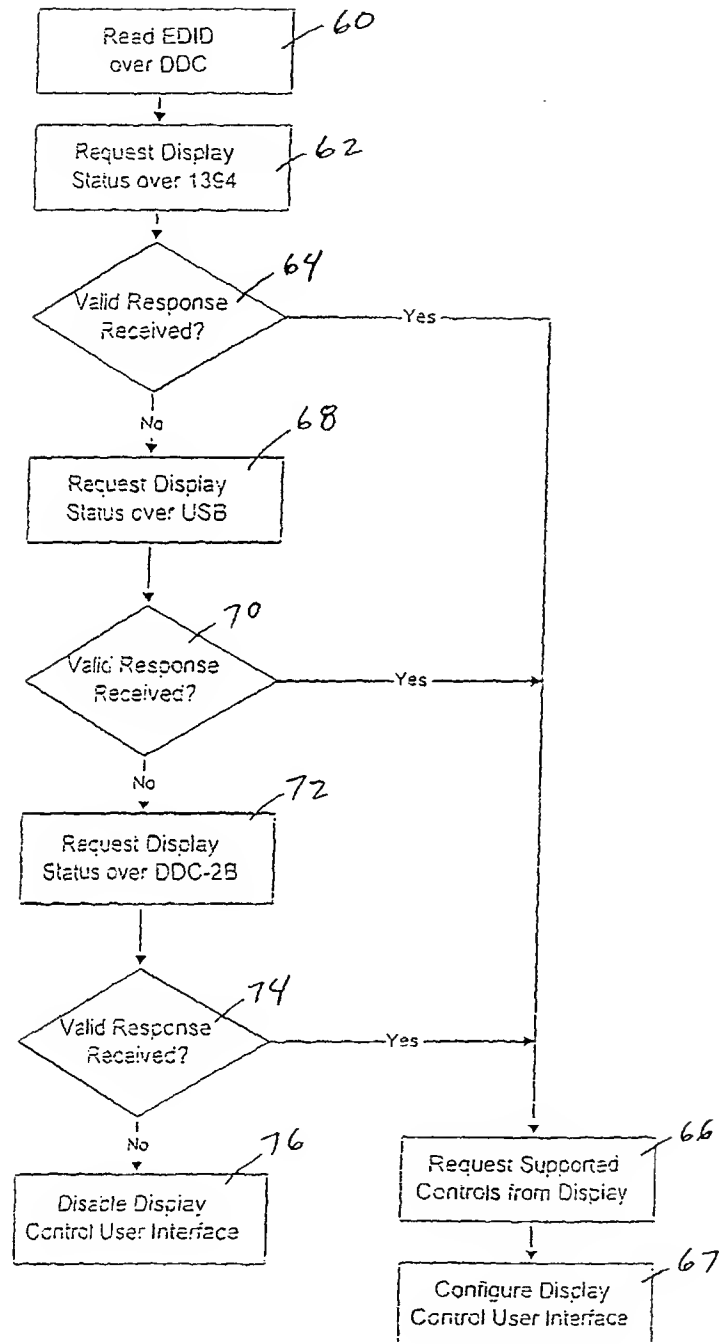 Read EDID
over DDC
60
Request Display
Status over 1394
62
Valid Response
Received?
64
Yes
No
Request Display
Status over USB
68
Valid Response
Received?
70
Yes
No
Request Display
Status over DDC-2B
72
Valid Response
Received?
74
Yes
No
Disable Display
Control User Interface
76
Request Supported
Controls from Display
66
Configure Display
Control User Interface
67